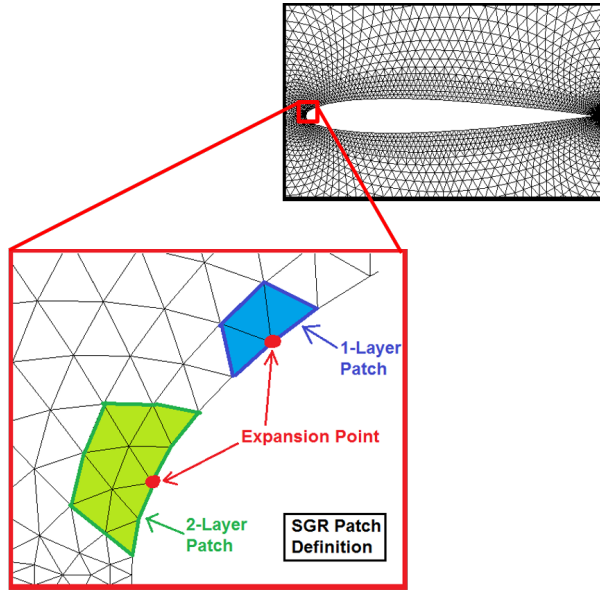 1-Layer
Patch
Expansion Point
2-Layer
Patch
SGR Patch
Definition